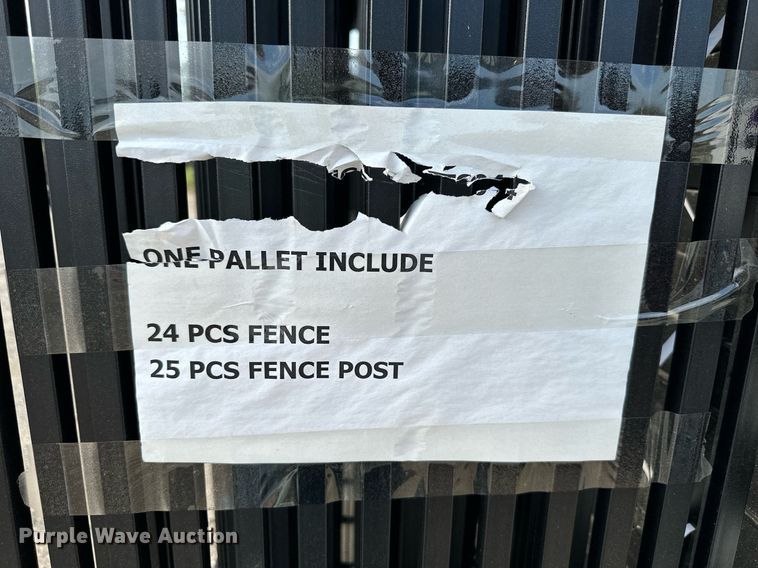 ONE PALLET INCLUDE
24 PCS FENCE
25 PCS FENCE POST
Purple Wave Auction